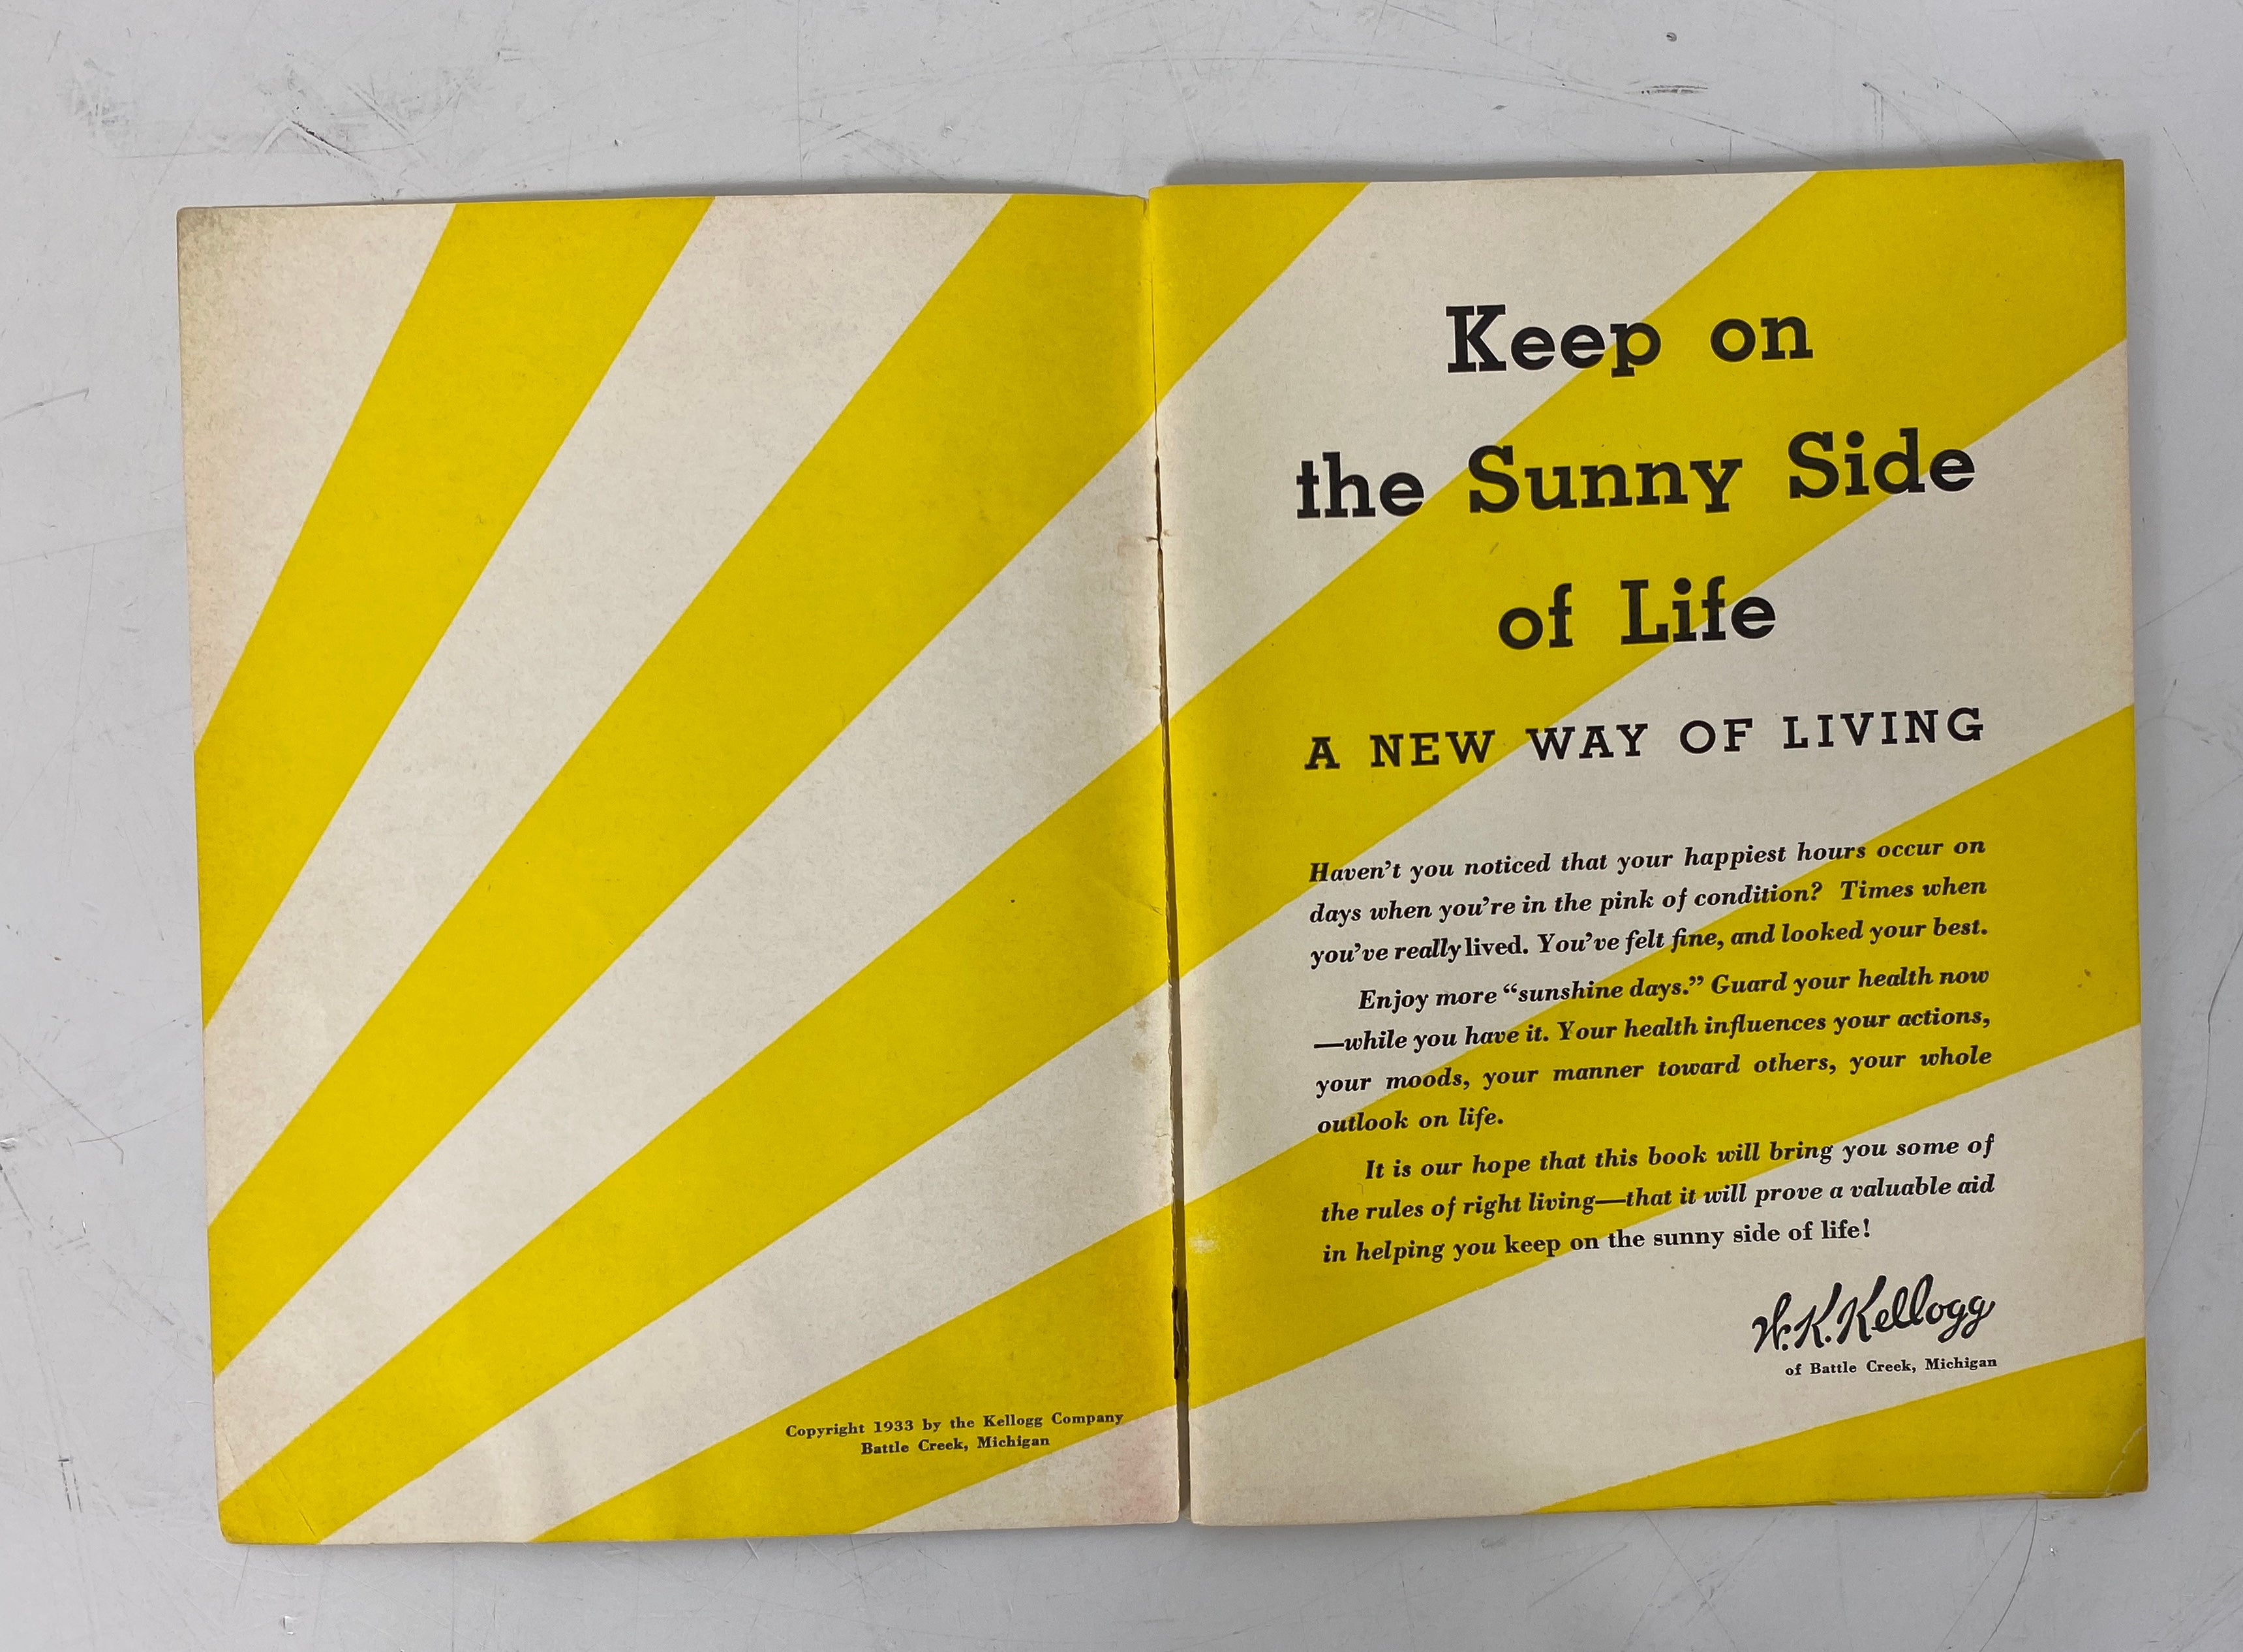 Copyright 1933 by the Kellogg Company
Battle Creek, Michigan
Keep on
the Sunny Side
of Life
A NEW WAY OF LIVING
Haven't you noticed that your happiest hours occur on
days when you're in the pink of condition? Times when
you've really lived. You've felt fine, and looked your best.
Enjoy more “sunshine days.” Guard your health now
—while you have it. Your health influences your actions,
your moods, your manner toward others, your whole
outlook on life.
It is our hope that this book will bring you some of
the rules of right living—that it will prove a valuable aid
in helping you keep on the sunny side of life!
W. K. Kellogg
of Battle Creek, Michigan